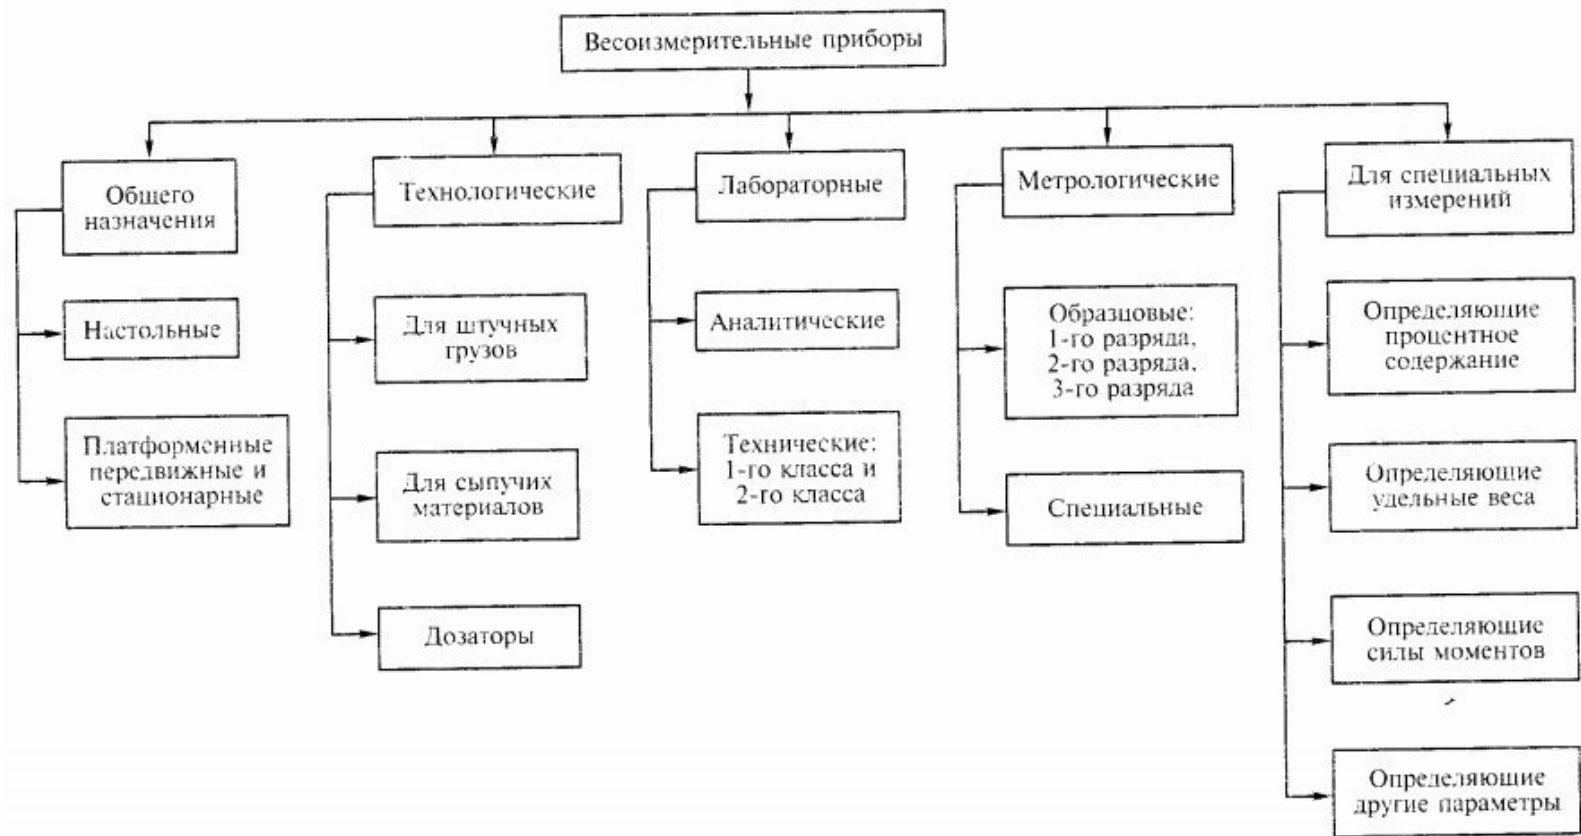 Весоизмерительные приборы
Общего
назначения
Настольные
Платформенные
передвижные и
стационарные
Технологические
Для штучных
грузов
Для сыпучих
материалов
Дозаторы
Лабораторные
Аналитические
Технические:
1-го класса и
2-го класса
Метрологические
Образцовые:
1-го разряда,
2-го разряда,
3-го разряда
Специальные
Для специальных
измерений
Определяющие
процентное
содержание
Определяющие
удельные веса
Определяющие
силы моментов
Определяющие
другие параметры